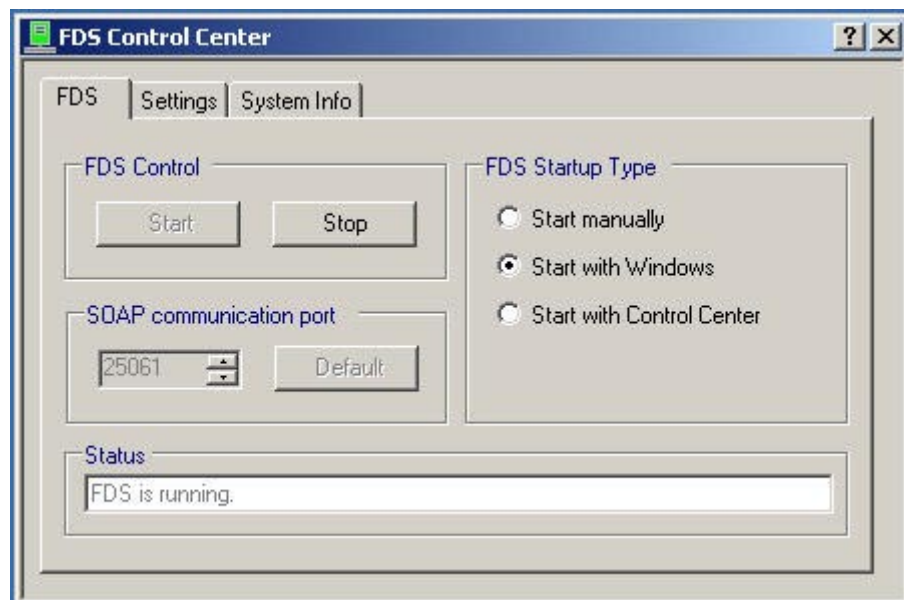 FDS Control Center
FDS Settings System Info
FDS Control
Start Stop
SOAP communication port
25061 Default
FDS Startup Type
Start manually
Start with Windows
Start with Control Center
Status
FDS is running.